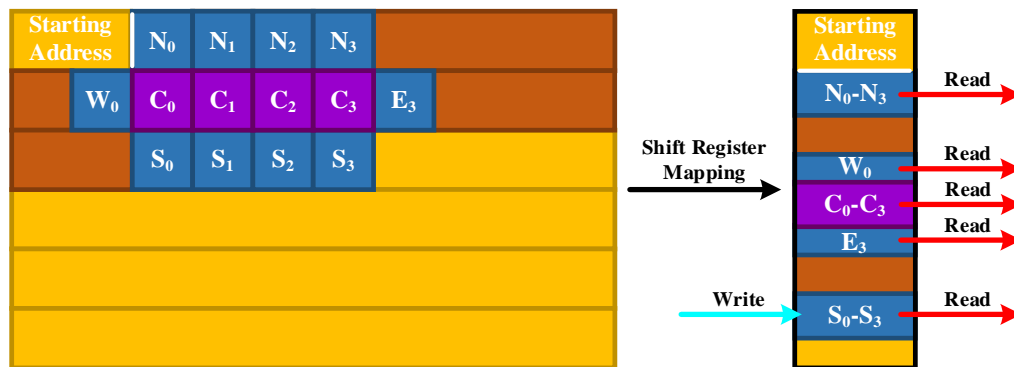 Starting
Address
N₀ N₁ N₂ N₃
W₀ C₀ C₁ C₂ C₃ E₃
S₀ S₁ S₂ S₃
Shift Register
Mapping
Starting
Address
N₀-N₃ Read
W₀ Read
C₀-C₃ Read
E₃ Read
Write S₀-S₃ Read